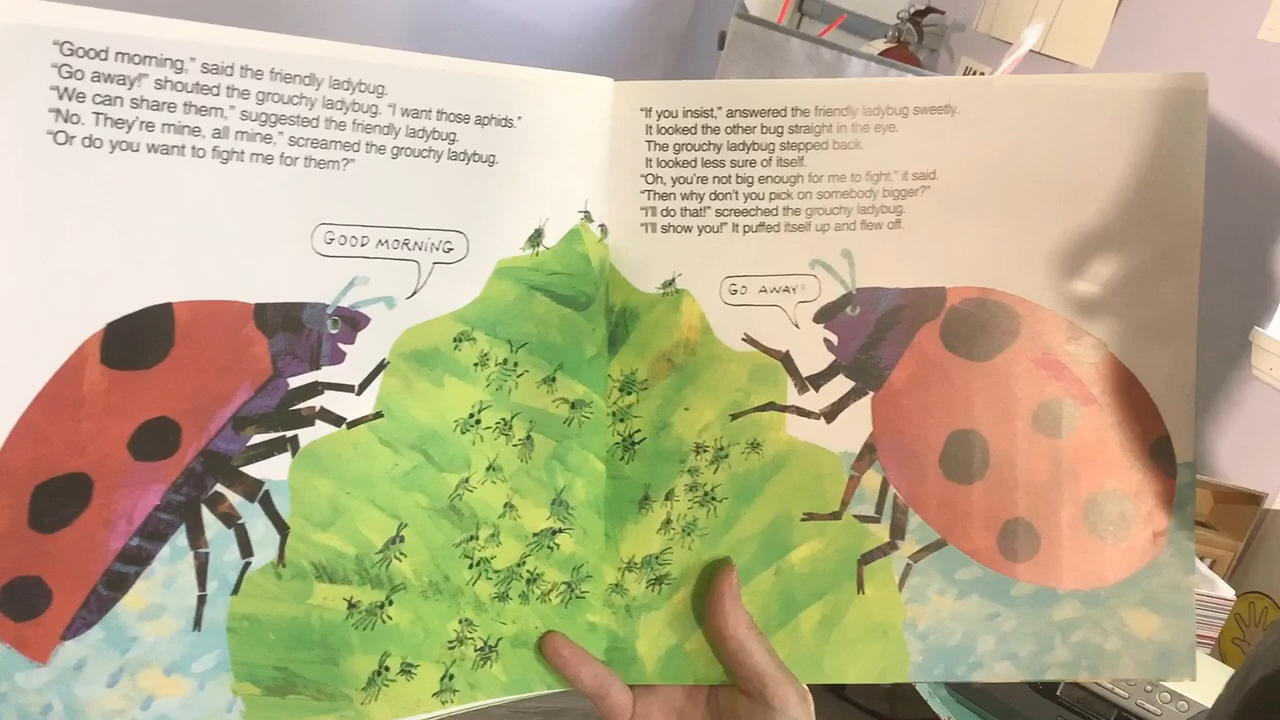 “Good morning,” said the friendly ladybug.
“Go away!” shouted the grouchy ladybug. “I want those aphids.”
“We can share them,” suggested the friendly ladybug.
“No. They’re mine, all mine,” screamed the grouchy ladybug.
“Or do you want to fight me for them?”
“If you insist,” answered the friendly ladybug sweetly.
It looked the other bug straight in the eye.
The grouchy ladybug stepped back.
It looked less sure of itself.
“Oh, you’re not big enough for me to fight,” it said.
“Then why don’t you pick on somebody bigger?”
“I’ll do that!” screeched the grouchy ladybug.
“I’ll show you!” It puffed itself up and flew off.
GOOD MORNING
GO AWAY!